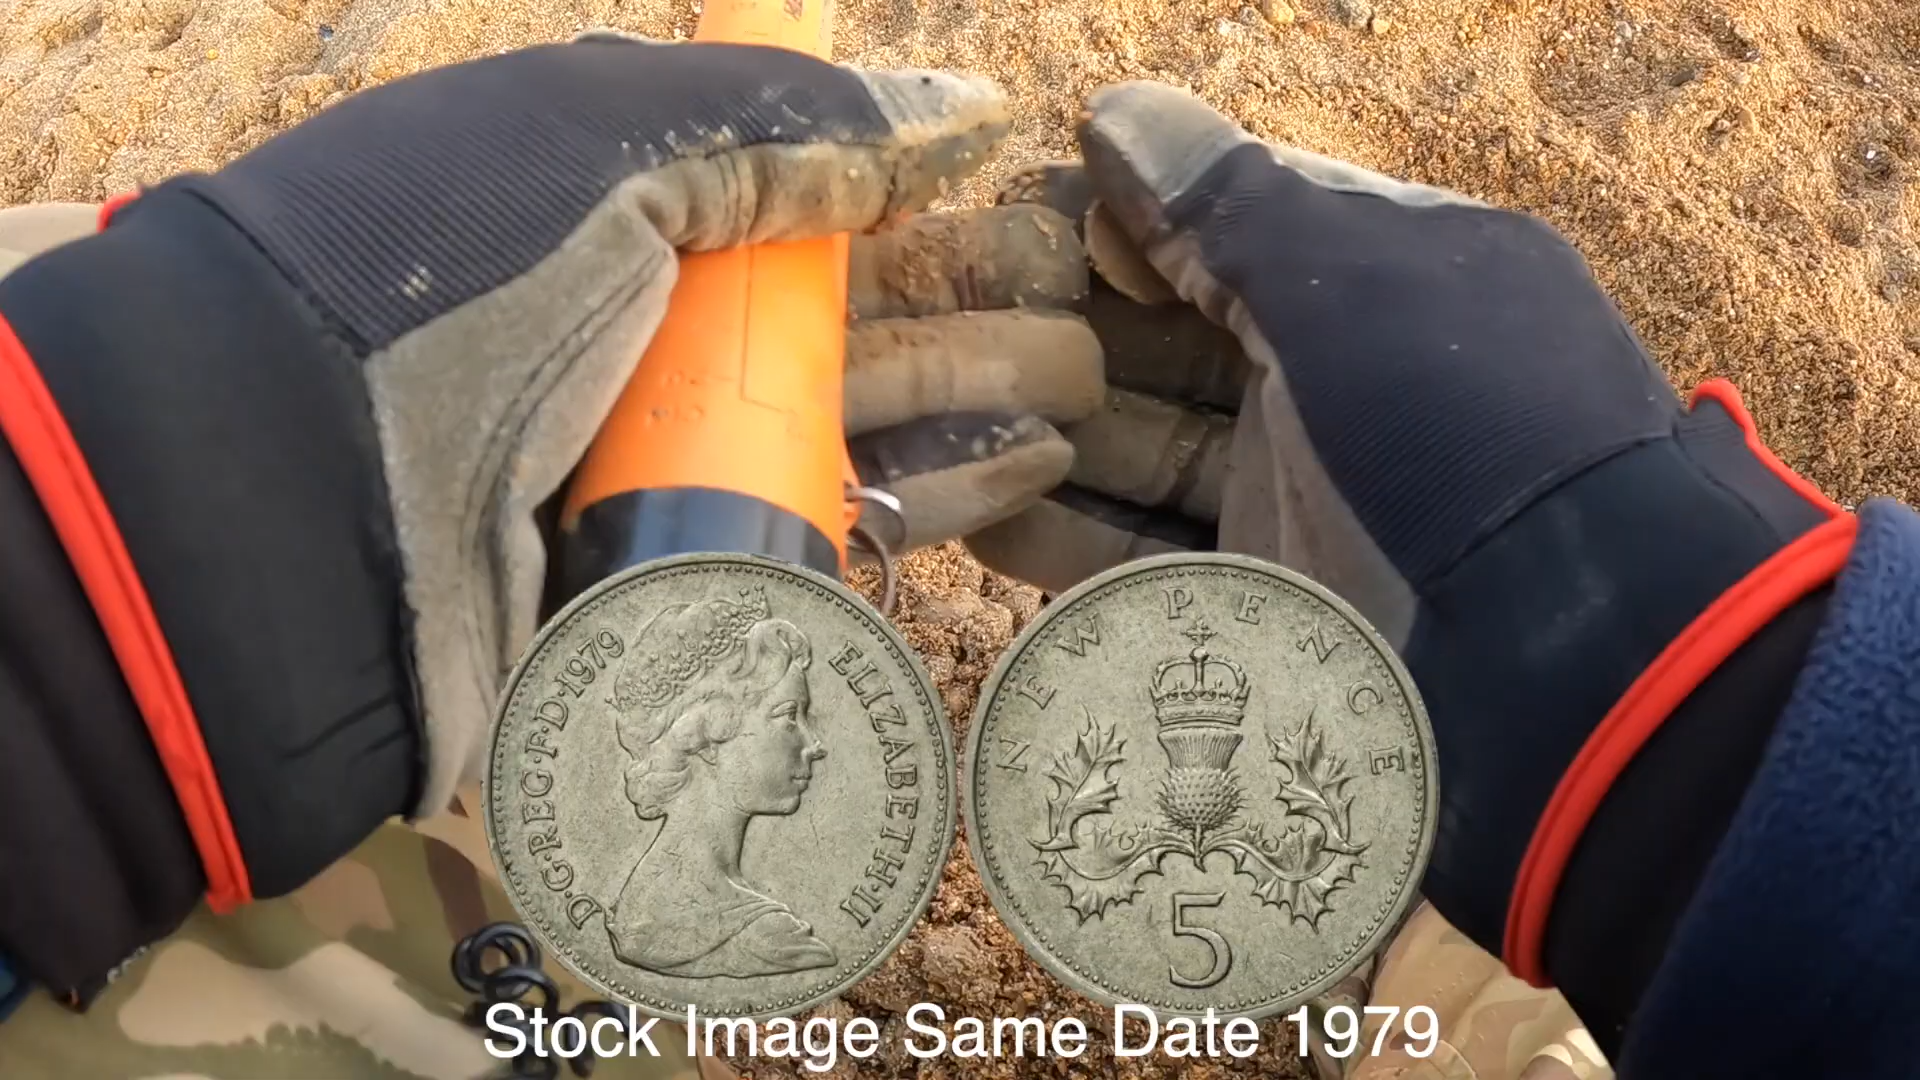 D·G·REG·F·D·1979
ELIZABETH·II
NEW PENCE
5
Stock Image Same Date 1979